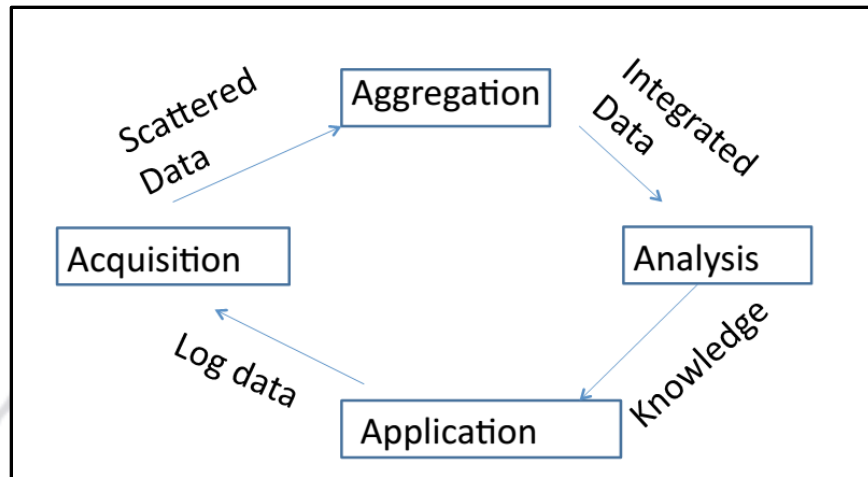 Scattered
Data
Aggregation
Integrated
Data
Acquisition
Analysis
Log data
Knowledge
Application